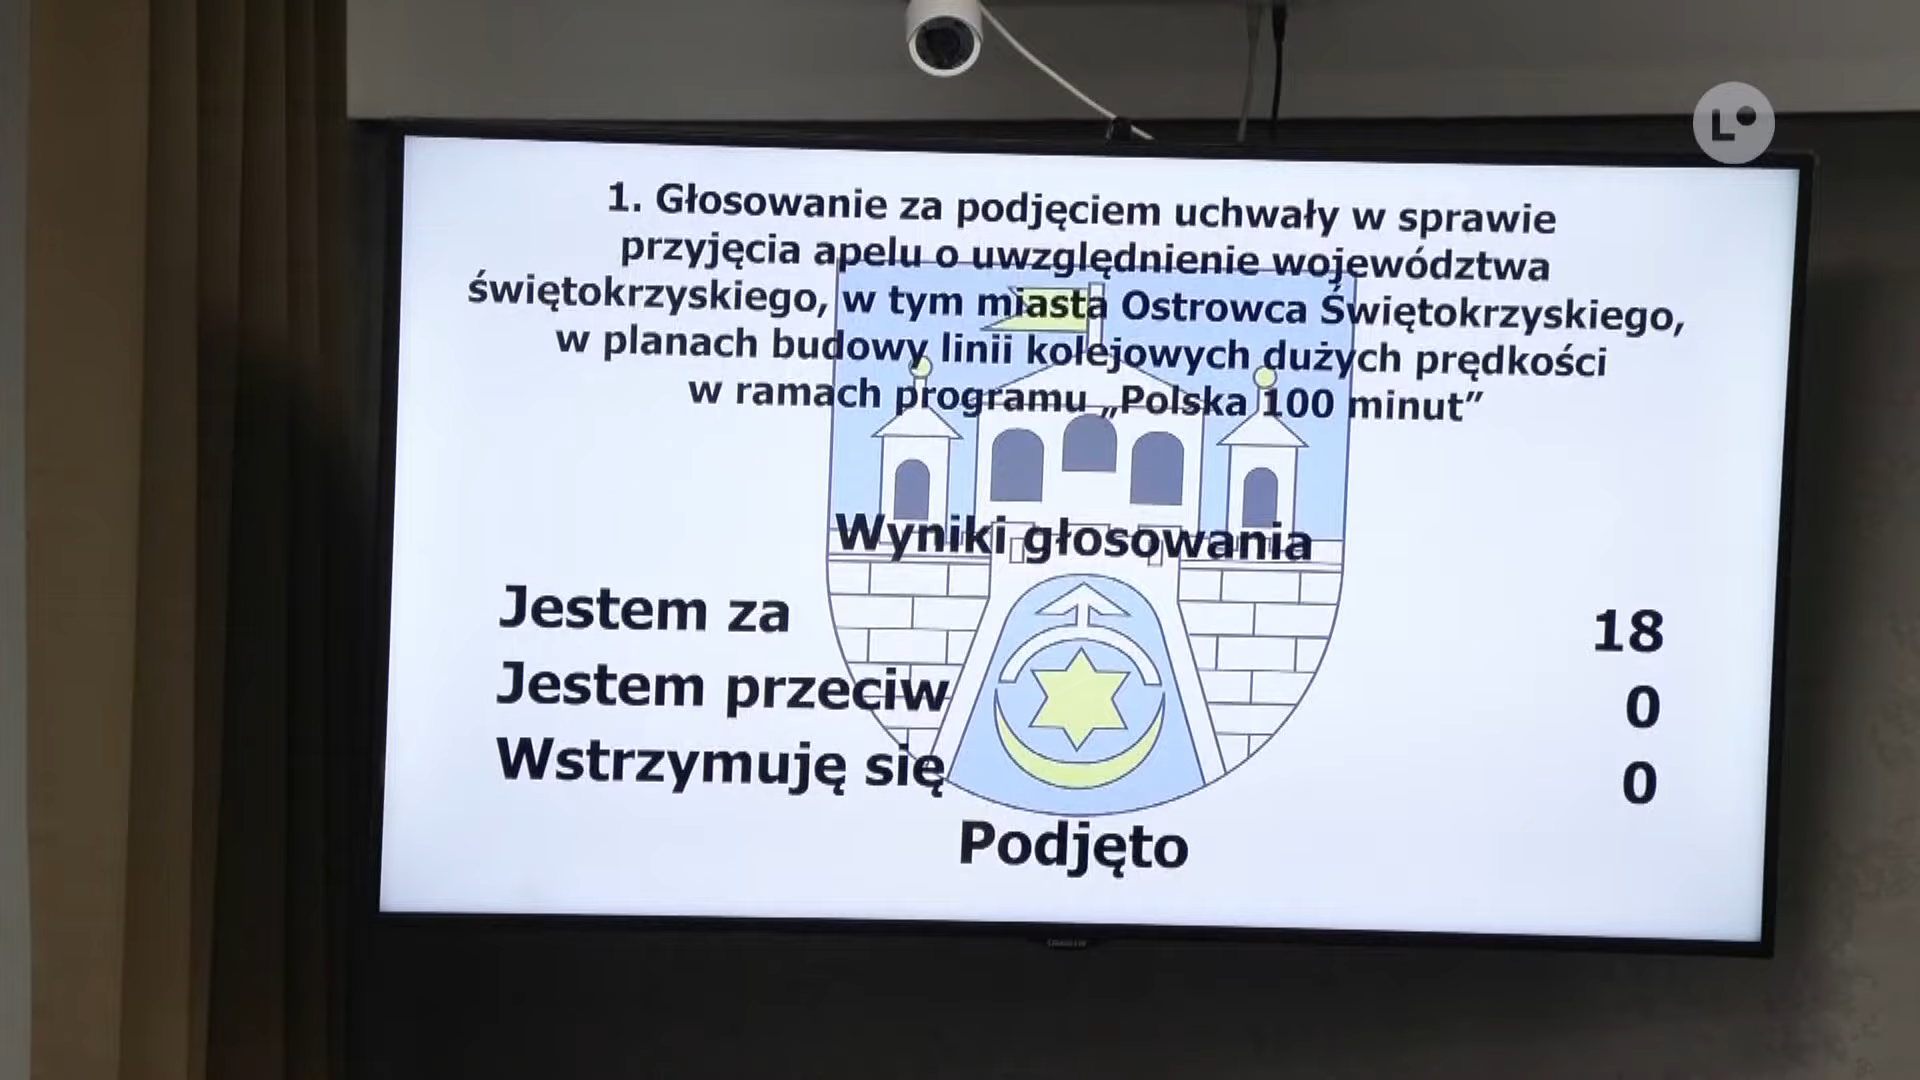 1. Głosowanie za podjęciem uchwały w sprawie
przyjęcia apelu o uwzględnienie województwa
świętokrzyskiego, w tym miasta Ostrowca Świętokrzyskiego,
w planach budowy linii kolejowych dużych prędkości
w ramach programu „Polska 100 minut”
Wyniki głosowania
Jestem za 18
Jestem przeciw 0
Wstrzymuję się 0
Podjęto